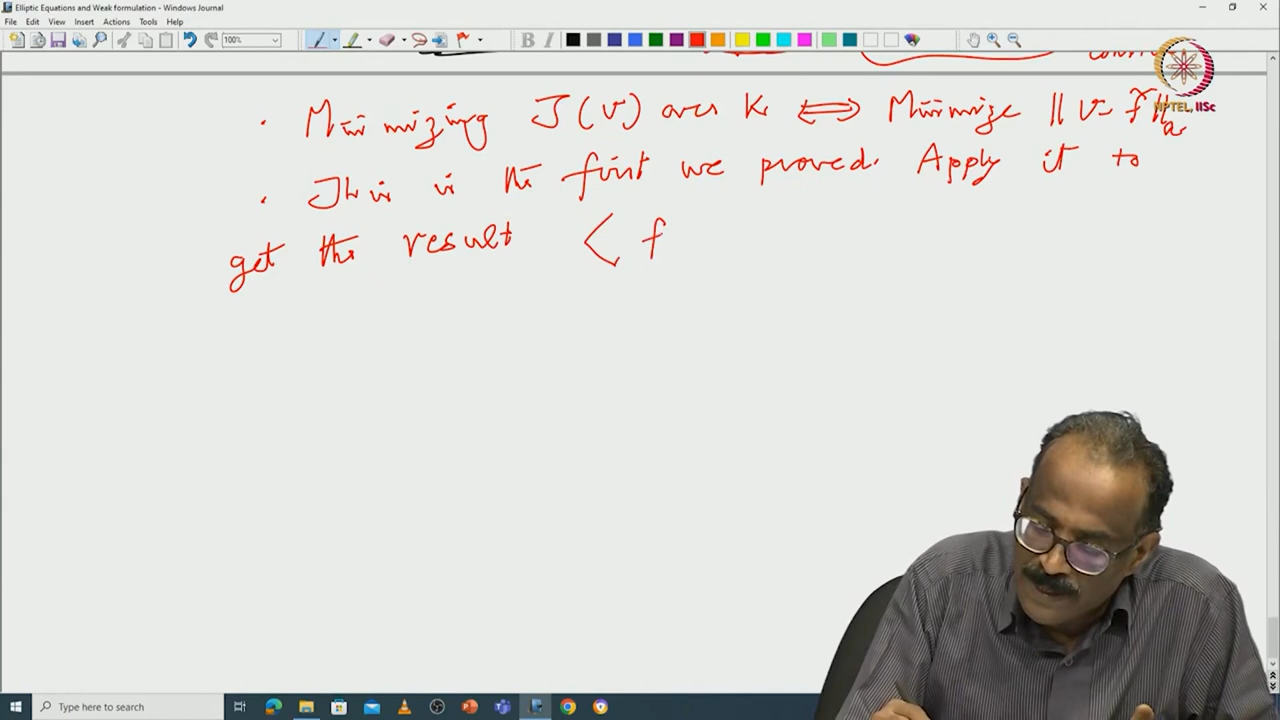 Elliptic Equations and Weak formulation - Windows Journal
File Edit View Insert Actions Tools Help
100%
B I
NPTEL, IISc
. Minimizing J(v) over K ⟺ Minimize ‖v - f̃‖ₐ
. This is the first we proved. Apply it to
get the result < f
Type here to search